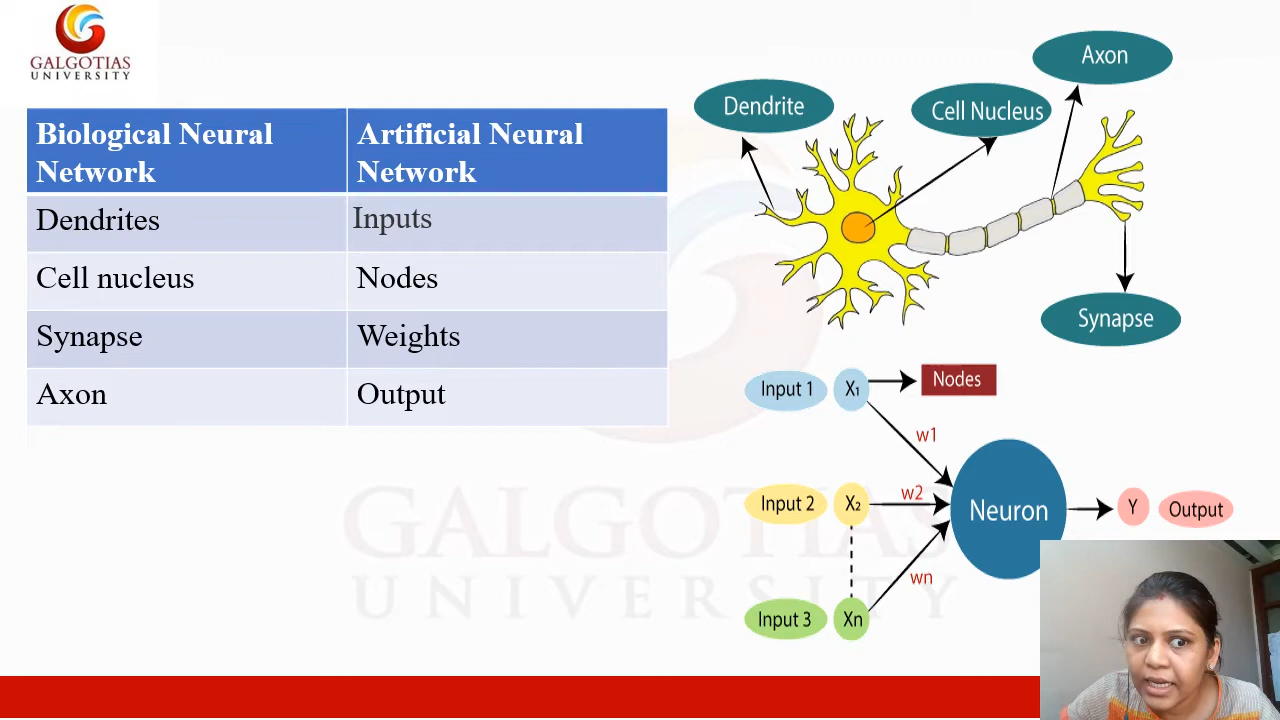 GALGOTIAS
UNIVERSITY
Biological Neural Network
Artificial Neural Network
Dendrites
Inputs
Cell nucleus
Nodes
Synapse
Weights
Axon
Output
Dendrite
Cell Nucleus
Axon
Synapse
Input 1
X₁
Nodes
w1
Input 2
X₂
w2
Neuron
Y
Output
wn
Input 3
Xn
GALGOTIAS
UNIVERSITY